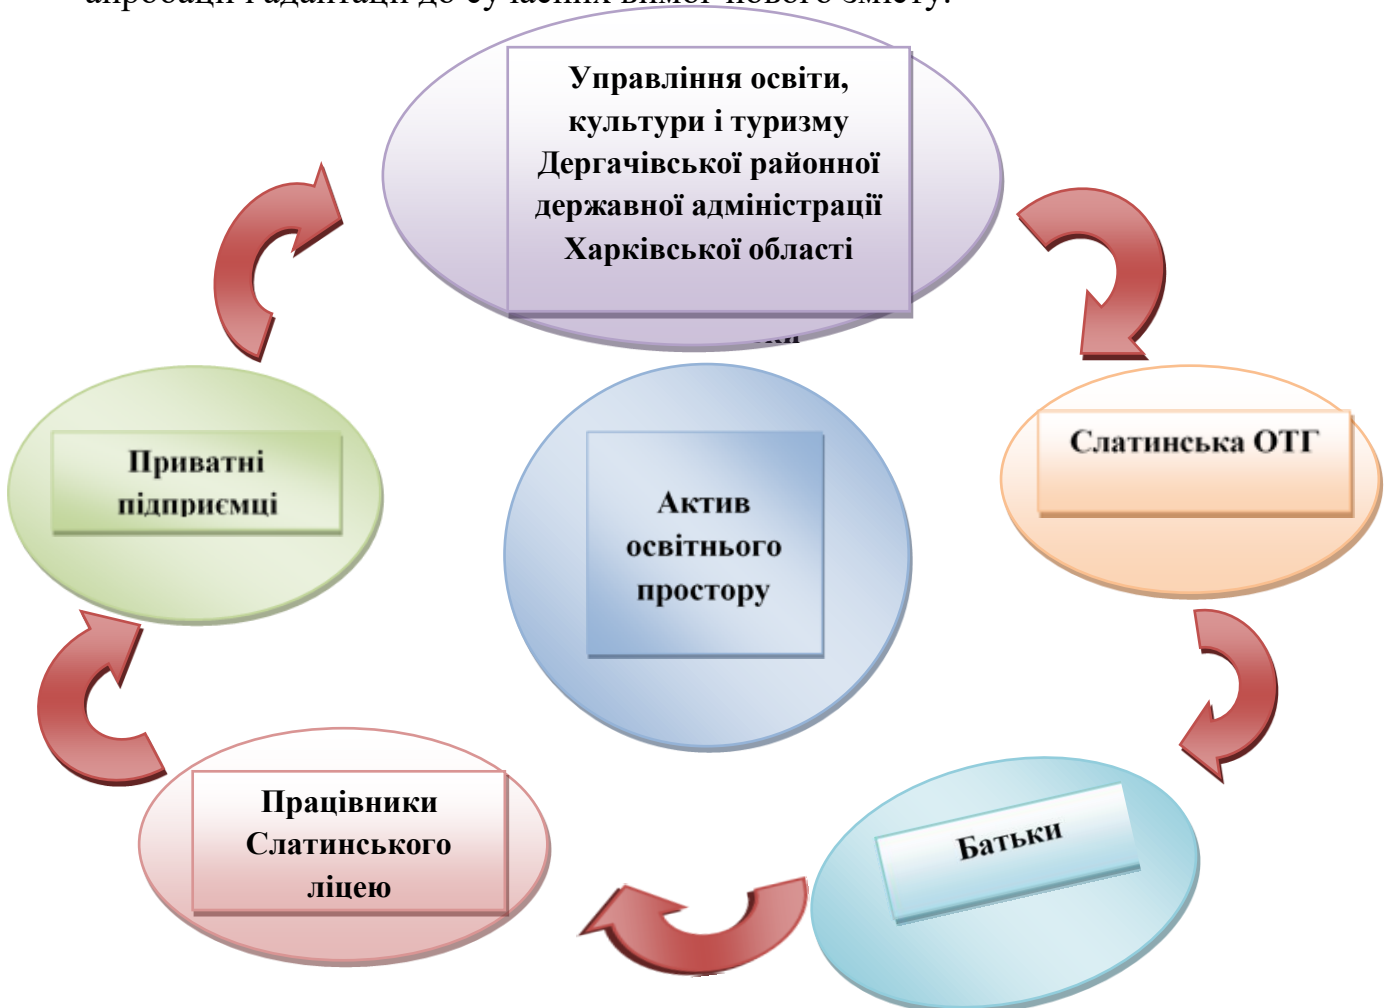 Управління освіти,
культури і туризму
Дергачівської районної
державної адміністрації
Харківської області
Приватні
підприємці
Актив
освітнього
простору
Слатинська ОТГ
Працівники
Слатинського
ліцею
Батьки